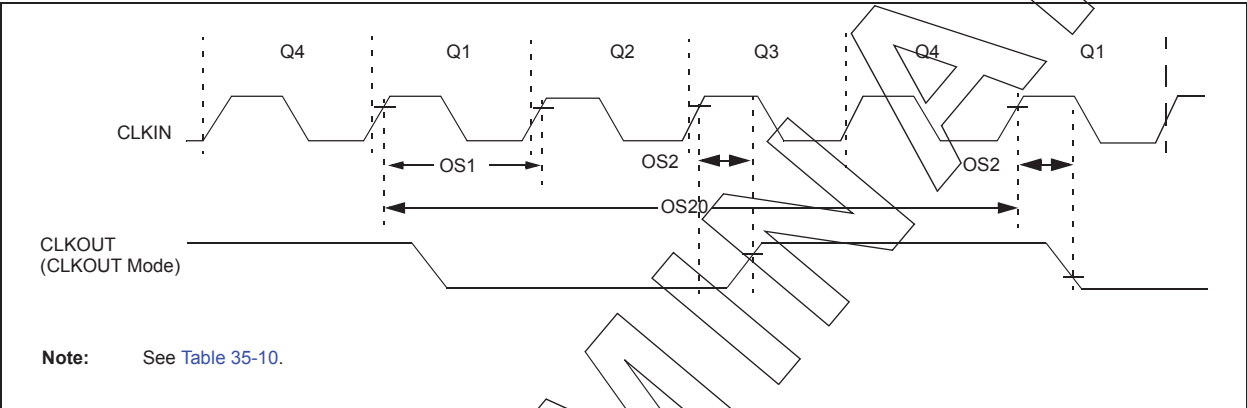 Q4 Q1 Q2 Q3 Q4 Q1
CLKIN
OS1 OS2 OS2
OS20
CLKOUT
(CLKOUT Mode)
Note: See Table 35-10.